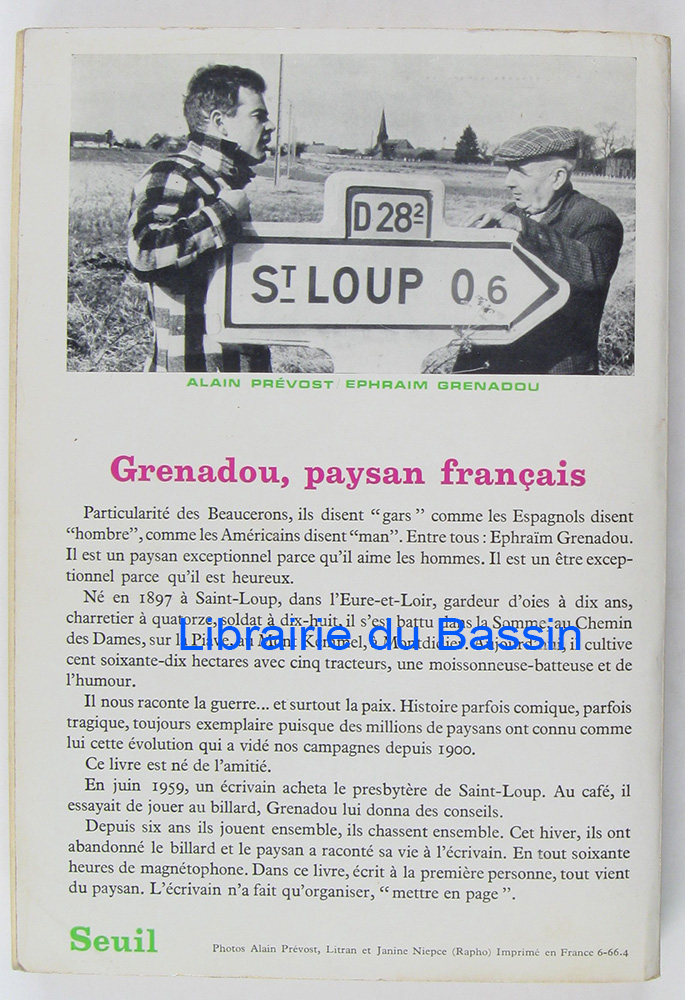 D 28²
ST LOUP 0,6
ALAIN PRÉVOST / EPHRAIM GRENADOU
Grenadou, paysan français
Particularité des Beaucerons, ils disent "gars" comme les Espagnols disent
"hombre", comme les Américains disent "man". Entre tous : Ephraïm Grenadou.
Il est un paysan exceptionnel parce qu'il aime les hommes. Il est un être excep-
tionnel parce qu'il est heureux.
Né en 1897 à Saint-Loup, dans l'Eure-et-Loir, gardeur d'oies à dix ans,
charretier à quatorze, soldat à dix-huit, il s'est battu dans la Somme, au Chemin
des Dames, sur la Piave, au Mont Kemmel, à Montdidier. Aujourd'hui, il cultive
Librairie du Bassin
cent soixante-dix hectares avec cinq tracteurs, une moissonneuse-batteuse et de
l'humour.
Il nous raconte la guerre... et surtout la paix. Histoire parfois comique, parfois
tragique, toujours exemplaire puisque des millions de paysans ont connu comme
lui cette évolution qui a vidé nos campagnes depuis 1900.
Ce livre est né de l'amitié.
En juin 1959, un écrivain acheta le presbytère de Saint-Loup. Au café, il
essayait de jouer au billard, Grenadou lui donna des conseils.
Depuis six ans ils jouent ensemble, ils chassent ensemble. Cet hiver, ils ont
abandonné le billard et le paysan a raconté sa vie à l'écrivain. En tout soixante
heures de magnétophone. Dans ce livre, écrit à la première personne, tout vient
du paysan. L'écrivain n'a fait qu'organiser, "mettre en page".
Seuil
Photos Alain Prévost, Litran et Janine Niepce (Rapho) Imprimé en France 6-66.4